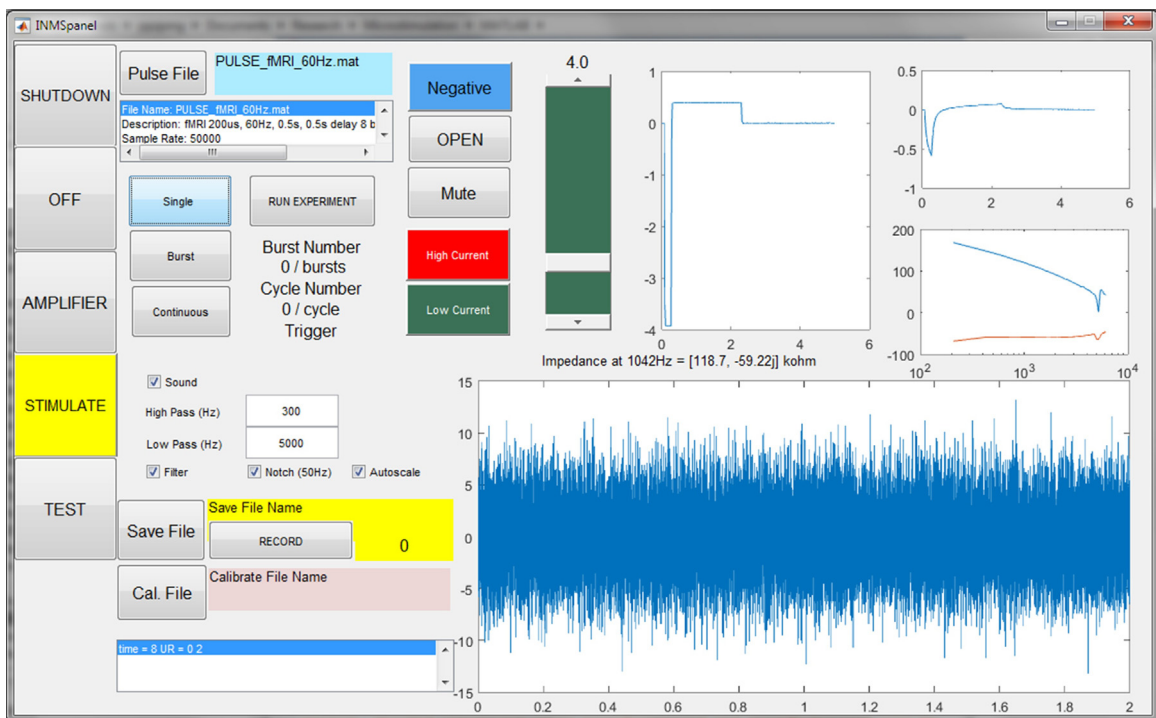 INMSpanel
SHUTDOWN
OFF
AMPLIFIER
STIMULATE
TEST
Pulse File
PULSE_fMRI_60Hz.mat
File Name: PULSE_fMRI_60Hz.mat
Description: fMRI 200us, 60Hz, 0.5s, 0.5s delay 8 b
Sample Rate: 50000
Single
RUN EXPERIMENT
Burst
Continuous
Burst Number
0 / bursts
Cycle Number
0 / cycle
Trigger
Negative
OPEN
Mute
High Current
Low Current
4.0
1
0
-1
-2
-3
-4
0 2 4 6
0.5
0
-0.5
-1
0 2 4 6
200
100
0
-100
10² 10³ 10⁴
Impedance at 1042Hz = [118.7, -59.22j] kohm
Sound
High Pass (Hz) 300
Low Pass (Hz) 5000
Filter Notch (50Hz) Autoscale
Save File
Save File Name
RECORD
0
Cal. File
Calibrate File Name
time = 8 UR = 0 2
15
10
5
0
-5
-10
-15
0 0.2 0.4 0.6 0.8 1 1.2 1.4 1.6 1.8 2